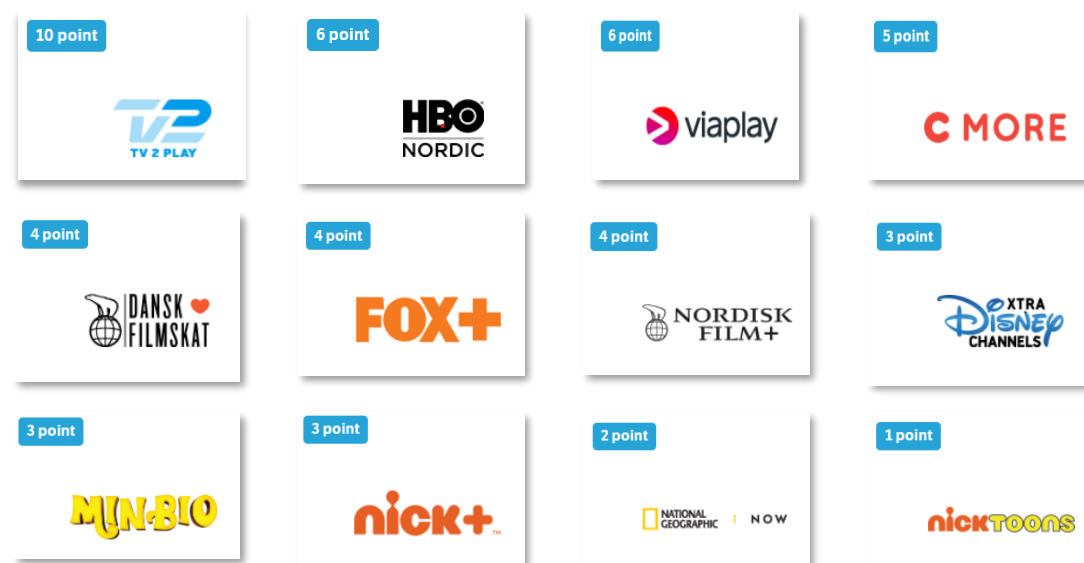 10 point
TV2
TV 2 PLAY
6 point
HBO
NORDIC
6 point
viaplay
5 point
C MORE
4 point
DANSK
FILMSKAT
4 point
FOX+
4 point
NORDISK
FILM+
3 point
XTRA
DISNEY
CHANNELS
3 point
MIN BIO
3 point
nick+
TM
2 point
NATIONAL
GEOGRAPHIC
NOW
1 point
nickTOONS